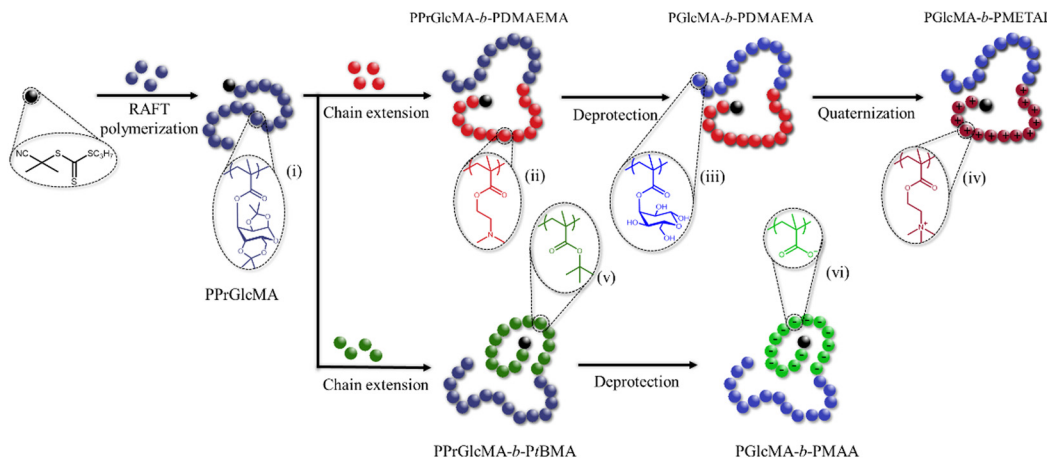 PPrGlcMA-b-PDMAEMA
PGlcMA-b-PDMAEMA
PGlcMA-b-PMETAI
RAFT
polymerization
Chain extension
Deprotection
Quaternization
NC
S
SC3H7
S
(i)
(ii)
(iii)
(iv)
(v)
(vi)
PPrGlcMA
Chain extension
Deprotection
PPrGlcMA-b-PtBMA
PGlcMA-b-PMAA